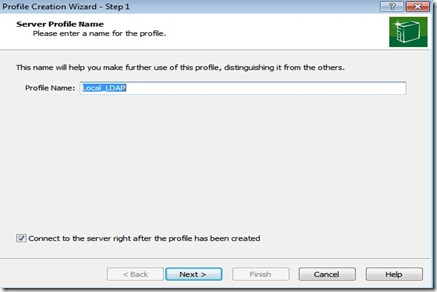 Profile Creation Wizard - Step 1
Server Profile Name
Please enter a name for the profile.
This name will help you make further use of this profile, distinguishing it from the others.
Profile Name: Local_LDAP
Connect to the server right after the profile has been created
< Back Next > Finish Cancel Help